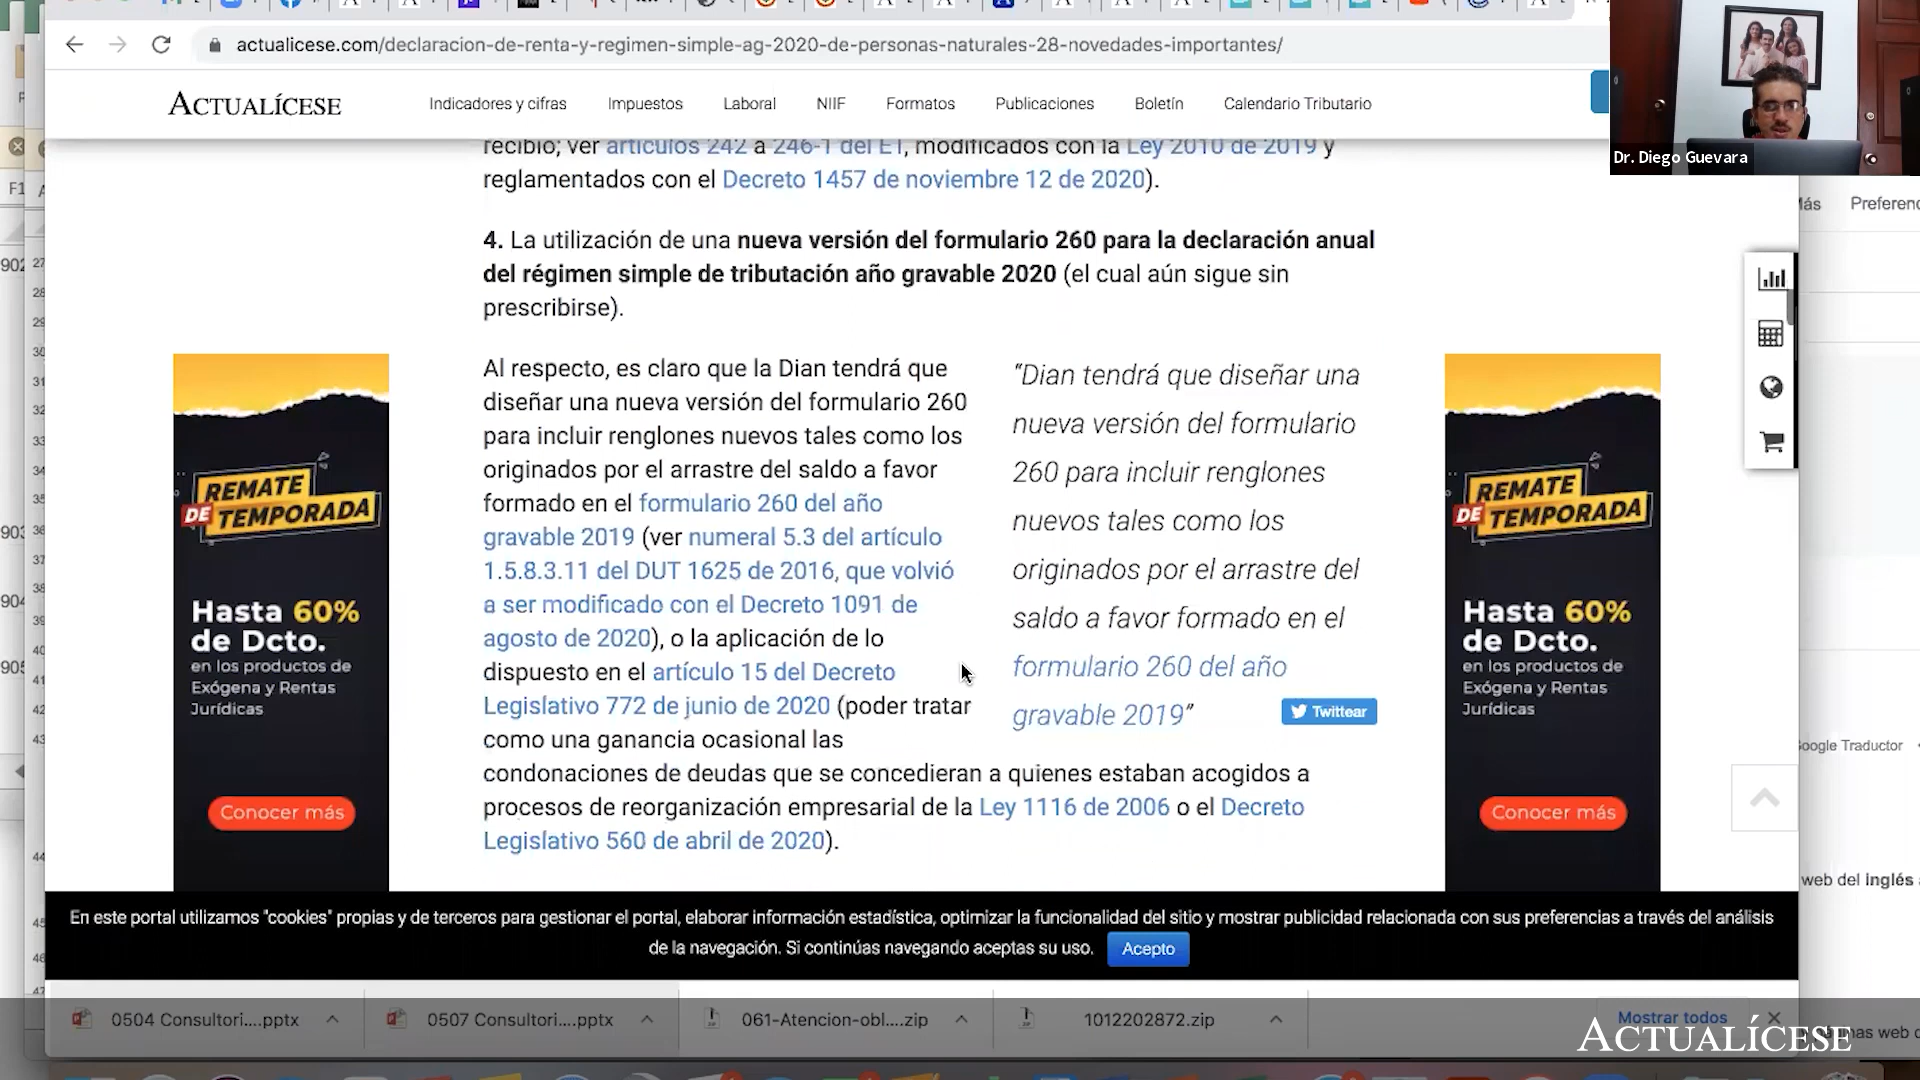 actualicese.com/declaracion-de-renta-y-regimen-simple-ag-2020-de-personas-naturales-28-novedades-importantes/
Dr. Diego Guevara
ACTUALÍCESE
Indicadores y cifras
Impuestos
Laboral
NIIF
Formatos
Publicaciones
Boletín
Calendario Tributario
recibió; ver artículos 242 a 246-1 del ET, modificados con la Ley 2010 de 2019 y
reglamentados con el Decreto 1457 de noviembre 12 de 2020).
4. La utilización de una nueva versión del formulario 260 para la declaración anual
del régimen simple de tributación año gravable 2020 (el cual aún sigue sin
prescribirse).
Al respecto, es claro que la Dian tendrá que
diseñar una nueva versión del formulario 260
para incluir renglones nuevos tales como los
originados por el arrastre del saldo a favor
formado en el formulario 260 del año
gravable 2019 (ver numeral 5.3 del artículo
1.5.8.3.11 del DUT 1625 de 2016, que volvió
a ser modificado con el Decreto 1091 de
agosto de 2020), o la aplicación de lo
dispuesto en el artículo 15 del Decreto
Legislativo 772 de junio de 2020 (poder tratar
como una ganancia ocasional las
condonaciones de deudas que se concedieran a quienes estaban acogidos a
procesos de reorganización empresarial de la Ley 1116 de 2006 o el Decreto
Legislativo 560 de abril de 2020).
“Dian tendrá que diseñar una
nueva versión del formulario
260 para incluir renglones
nuevos tales como los
originados por el arrastre del
saldo a favor formado en el
formulario 260 del año
gravable 2019”
Twittear
REMATE
DE TEMPORADA
Hasta 60%
de Dcto.
en los productos de
Exógena y Rentas
Jurídicas
Conocer más
REMATE
DE TEMPORADA
Hasta 60%
de Dcto.
en los productos de
Exógena y Rentas
Jurídicas
Conocer más
Google Traductor
web del inglés
En este portal utilizamos "cookies" propias y de terceros para gestionar el portal, elaborar información estadística, optimizar la funcionalidad del sitio y mostrar publicidad relacionada con sus preferencias a través del análisis
de la navegación. Si continúas navegando aceptas su uso.
Acepto
0504 Consultori....pptx
0507 Consultori....pptx
061-Atencion-obl....zip
1012202872.zip
Mostrar todos
ACTUALÍCESE